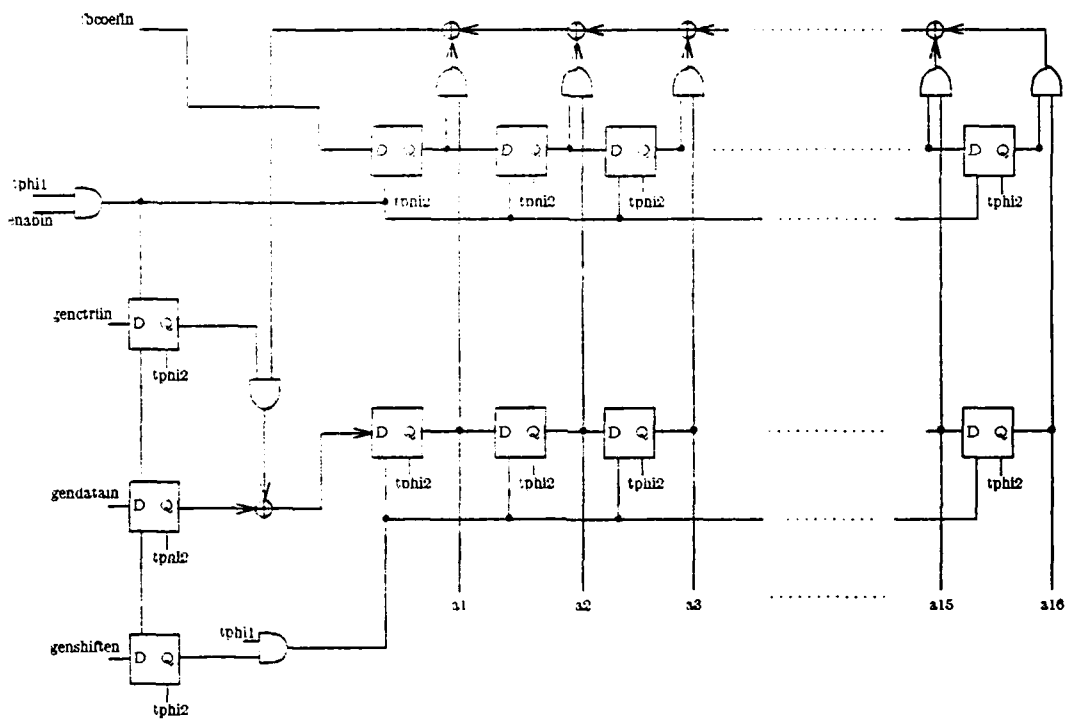 fbcoefin
D Q D Q D Q D Q
tphi1
enabin
tphi2 tphi2 tphi2 tphi2
genctrlin D Q
tphi2
D Q D Q D Q D Q
tphi2 tphi2 tphi2 tphi2
gendatain D Q
tphi2
a1 a2 a3 a15 a16
tphi1
genshiften D Q
tphi2